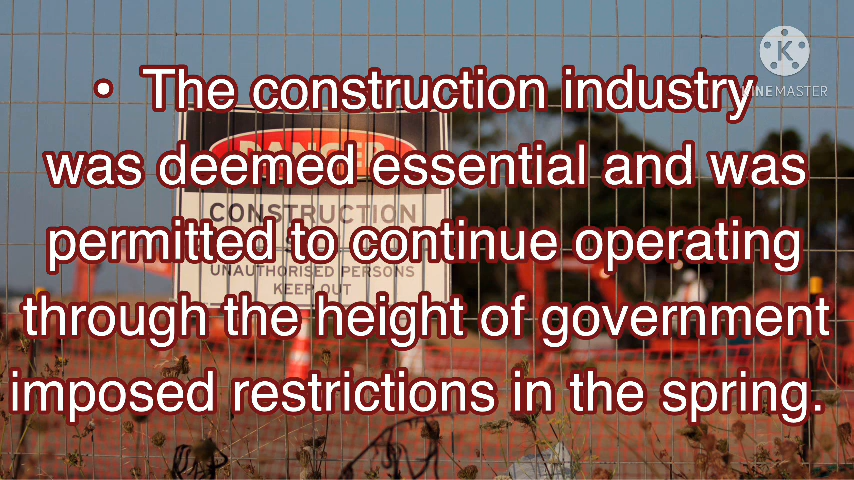 • The construction industry
was deemed essential and was
permitted to continue operating
through the height of government
imposed restrictions in the spring.
K
KINEMASTER
DANGER
CONSTRUCTION
UNAUTHORISED PERSONS
KEEP OUT